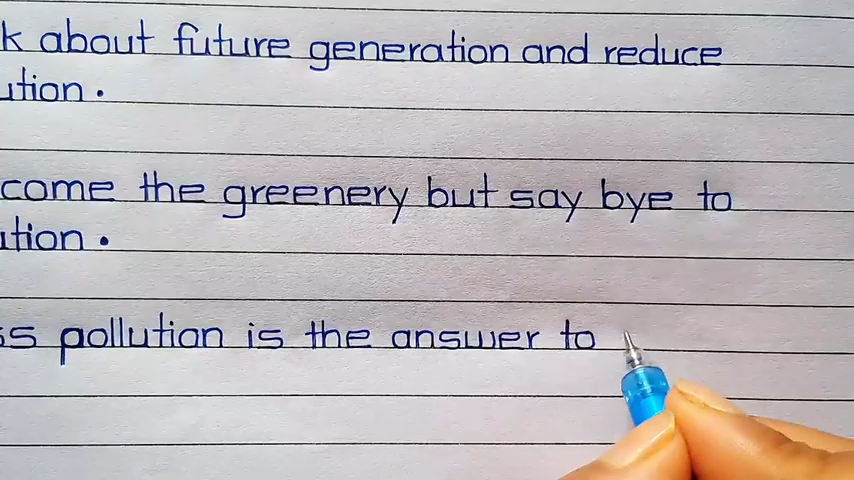 k about future generation and reduce
ution.
come the greenery but say bye to
ution.
ss pollution is the answer to